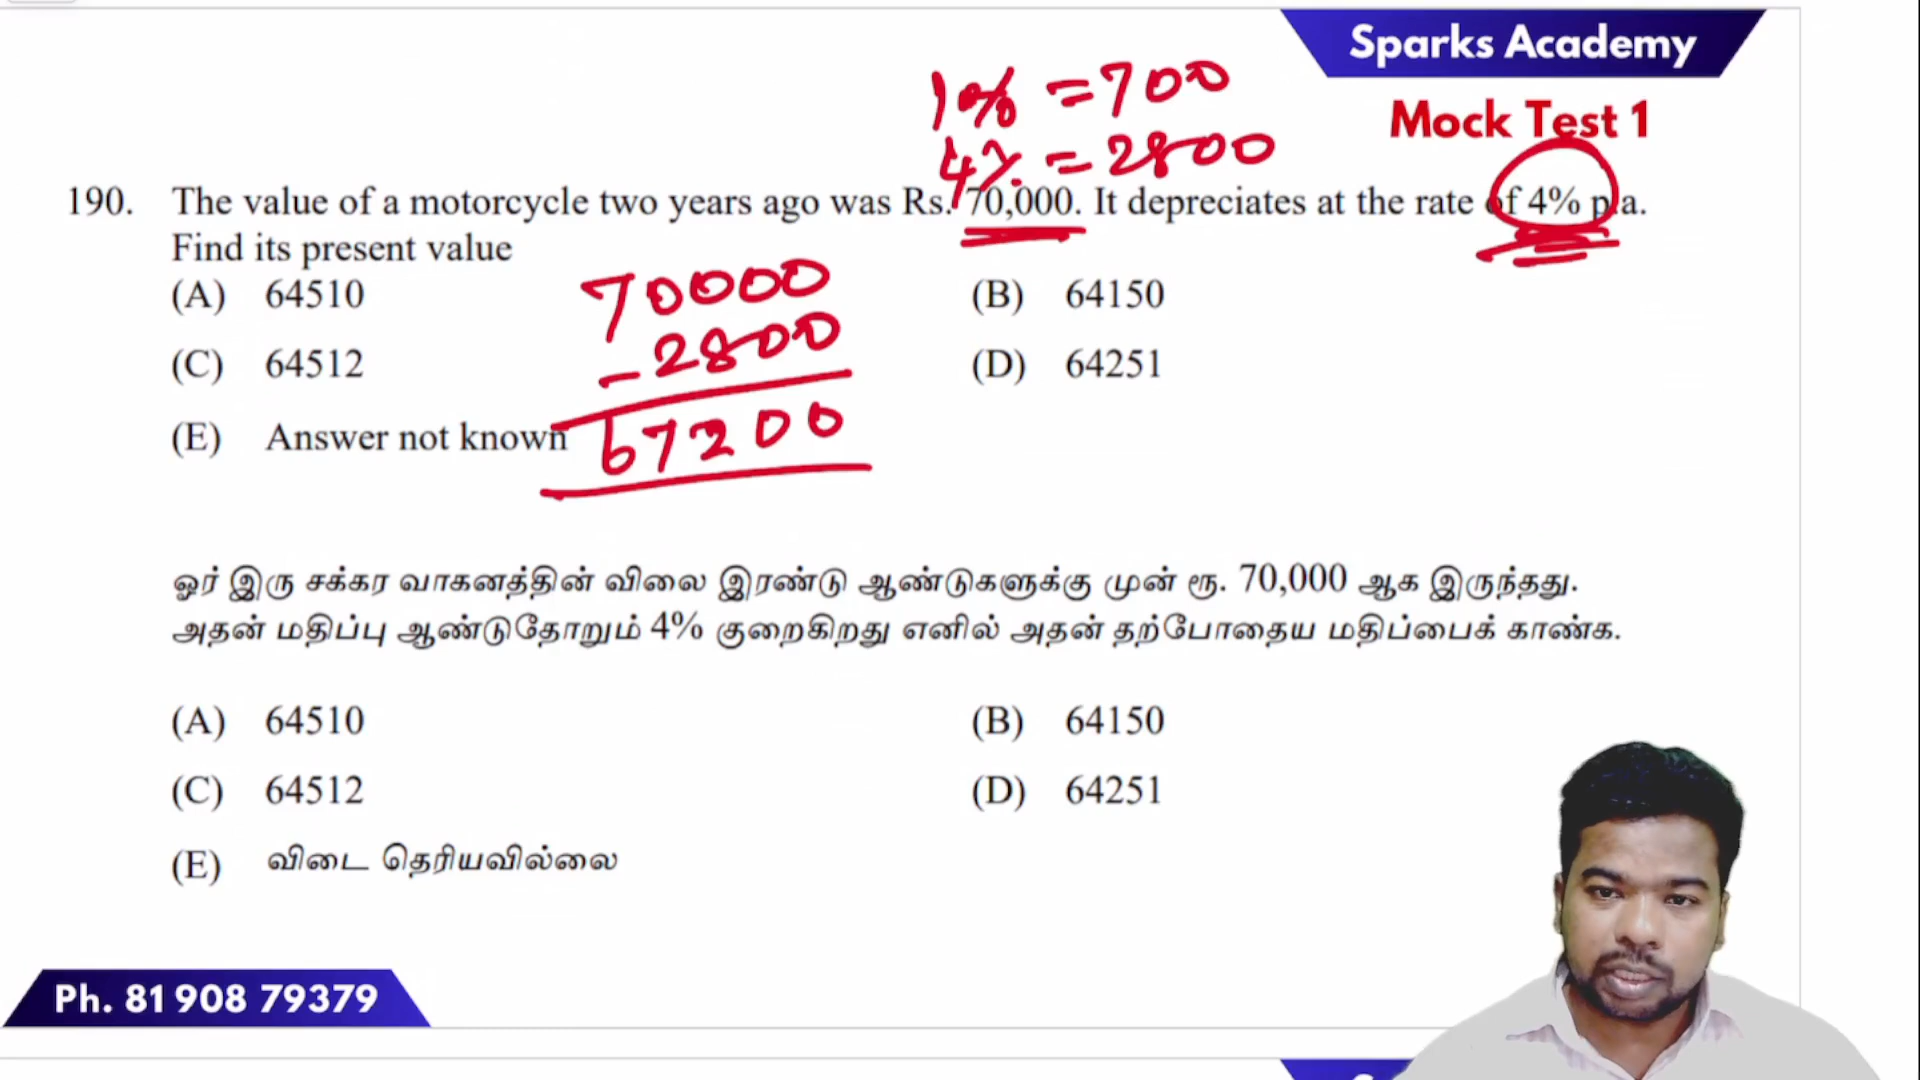 Sparks Academy
Mock Test 1
1% = 700
4% = 2800
190. The value of a motorcycle two years ago was Rs. 70,000. It depreciates at the rate of 4% p.a.
Find its present value
(A) 64510 (B) 64150
(C) 64512 (D) 64251
(E) Answer not known
70000
- 2800
67200
ஓர் இரு சக்கர வாகனத்தின் விலை இரண்டு ஆண்டுகளுக்கு முன் ரூ. 70,000 ஆக இருந்தது.
அதன் மதிப்பு ஆண்டுதோறும் 4% குறைகிறது எனில் அதன் தற்போதைய மதிப்பைக் காண்க.
(A) 64510 (B) 64150
(C) 64512 (D) 64251
(E) விடை தெரியவில்லை
Ph. 81 908 79379